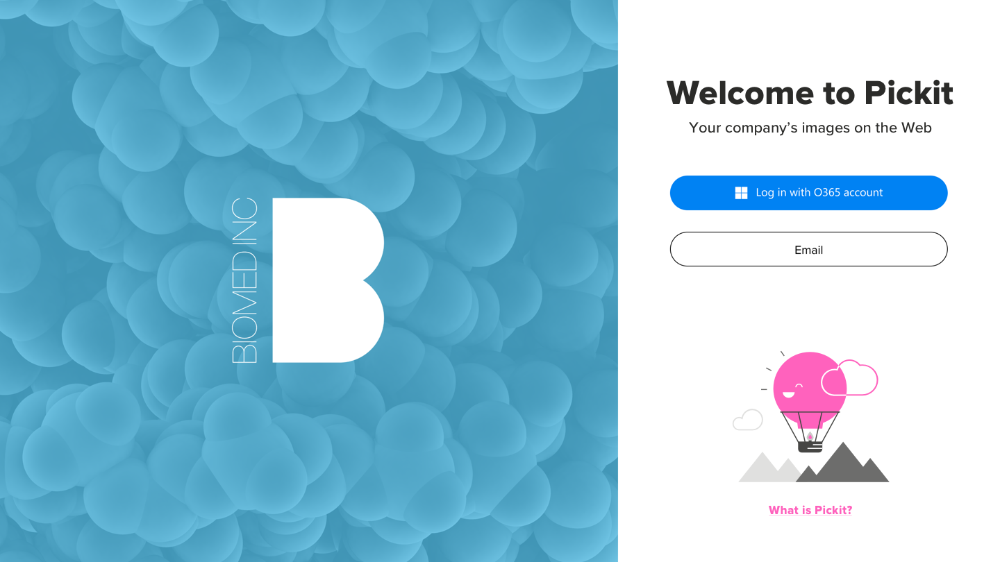 BIOMED INC
B
Welcome to Pickit
Your company’s images on the Web
Log in with O365 account
Email
What is Pickit?